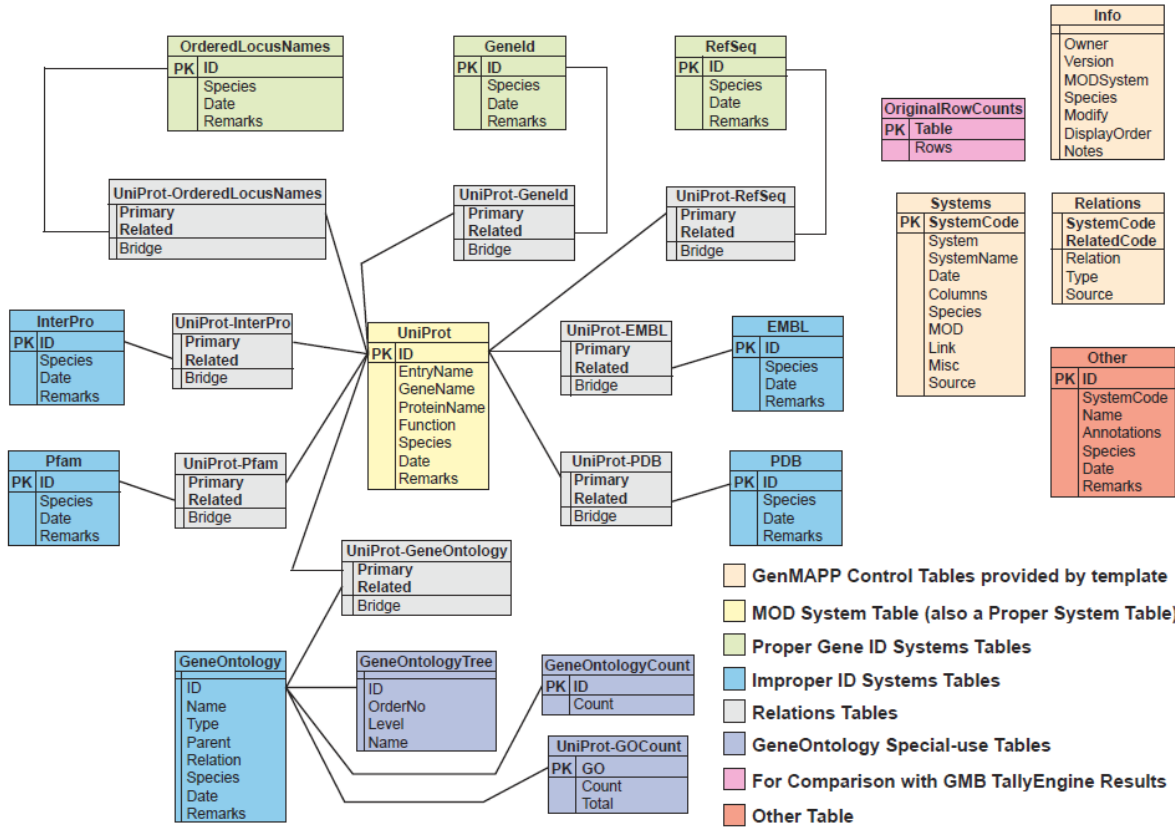 OrderedLocusNames
PK ID
Species
Date
Remarks
GeneId
PK ID
Species
Date
Remarks
RefSeq
PK ID
Species
Date
Remarks
Info
Owner
Version
MODSystem
Species
Modify
DisplayOrder
Notes
OriginalRowCounts
PK Table
Rows
UniProt-OrderedLocusNames
Primary
Related
Bridge
UniProt-GeneId
Primary
Related
Bridge
UniProt-RefSeq
Primary
Related
Bridge
Systems
PK SystemCode
System
SystemName
Date
Columns
Species
MOD
Link
Misc
Source
Relations
SystemCode
RelatedCode
Relation
Type
Source
InterPro
PK ID
Species
Date
Remarks
UniProt-InterPro
Primary
Related
Bridge
UniProt
PK ID
EntryName
GeneName
ProteinName
Function
Species
Date
Remarks
UniProt-EMBL
Primary
Related
Bridge
EMBL
PK ID
Species
Date
Remarks
Other
PK ID
SystemCode
Name
Annotations
Species
Date
Remarks
Pfam
PK ID
Species
Date
Remarks
UniProt-Pfam
Primary
Related
Bridge
UniProt-PDB
Primary
Related
Bridge
PDB
PK ID
Species
Date
Remarks
UniProt-GeneOntology
Primary
Related
Bridge
GeneOntology
ID
Name
Type
Parent
Relation
Species
Date
Remarks
GeneOntologyTree
ID
OrderNo
Level
Name
GeneOntologyCount
PK ID
Count
UniProt-GOCount
PK GO
Count
Total
GenMAPP Control Tables provided by template
MOD System Table (also a Proper System Table)
Proper Gene ID Systems Tables
Improper ID Systems Tables
Relations Tables
GeneOntology Special-use Tables
For Comparison with GMB TallyEngine Results
Other Table